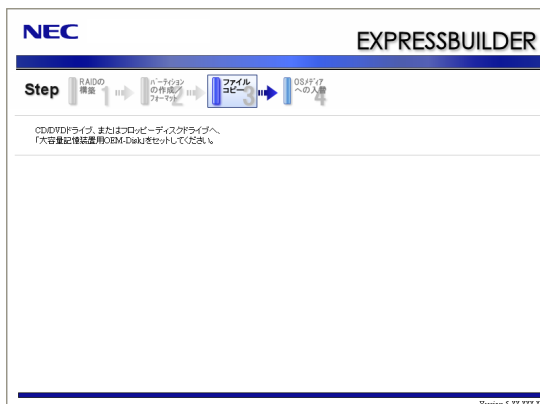 NEC
EXPRESSBUILDER
Step
RAIDの
構築
1
パーティション
の作成/
フォーマット
2
ファイル
コピー
3
OSメディア
への入替
4
CD/DVDドライブ、またはフロッピーディスクドライブへ、
「大容量記憶装置用OEM-Disk」をセットしてください。
Version